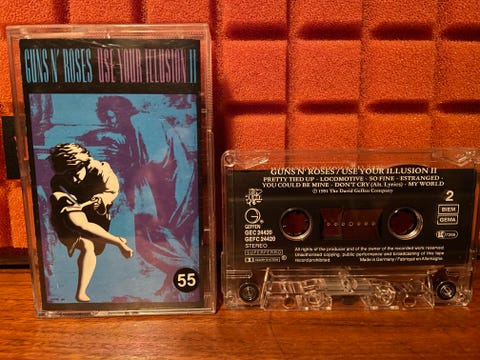 GUNS N' ROSES USE YOUR ILLUSION II
55
GUNS N' ROSES / USE YOUR ILLUSION II
PRETTY TIED UP - LOCOMOTIVE - SO FINE - ESTRANGED -
YOU COULD BE MINE - DON'T CRY (Alt. Lyrics) - MY WORLD
℗ 1991 The David Geffen Company
2
GEFFEN
GEC 24420
GEFC 24420
STEREO
SUPERFERRO
BIEM
GEMA
All rights of the producer and of the owner of the recorded work reserved.
Unauthorised copying, public performance and broadcasting of this tape
record prohibited.
Made in Germany / Fabriqué en Allemagne